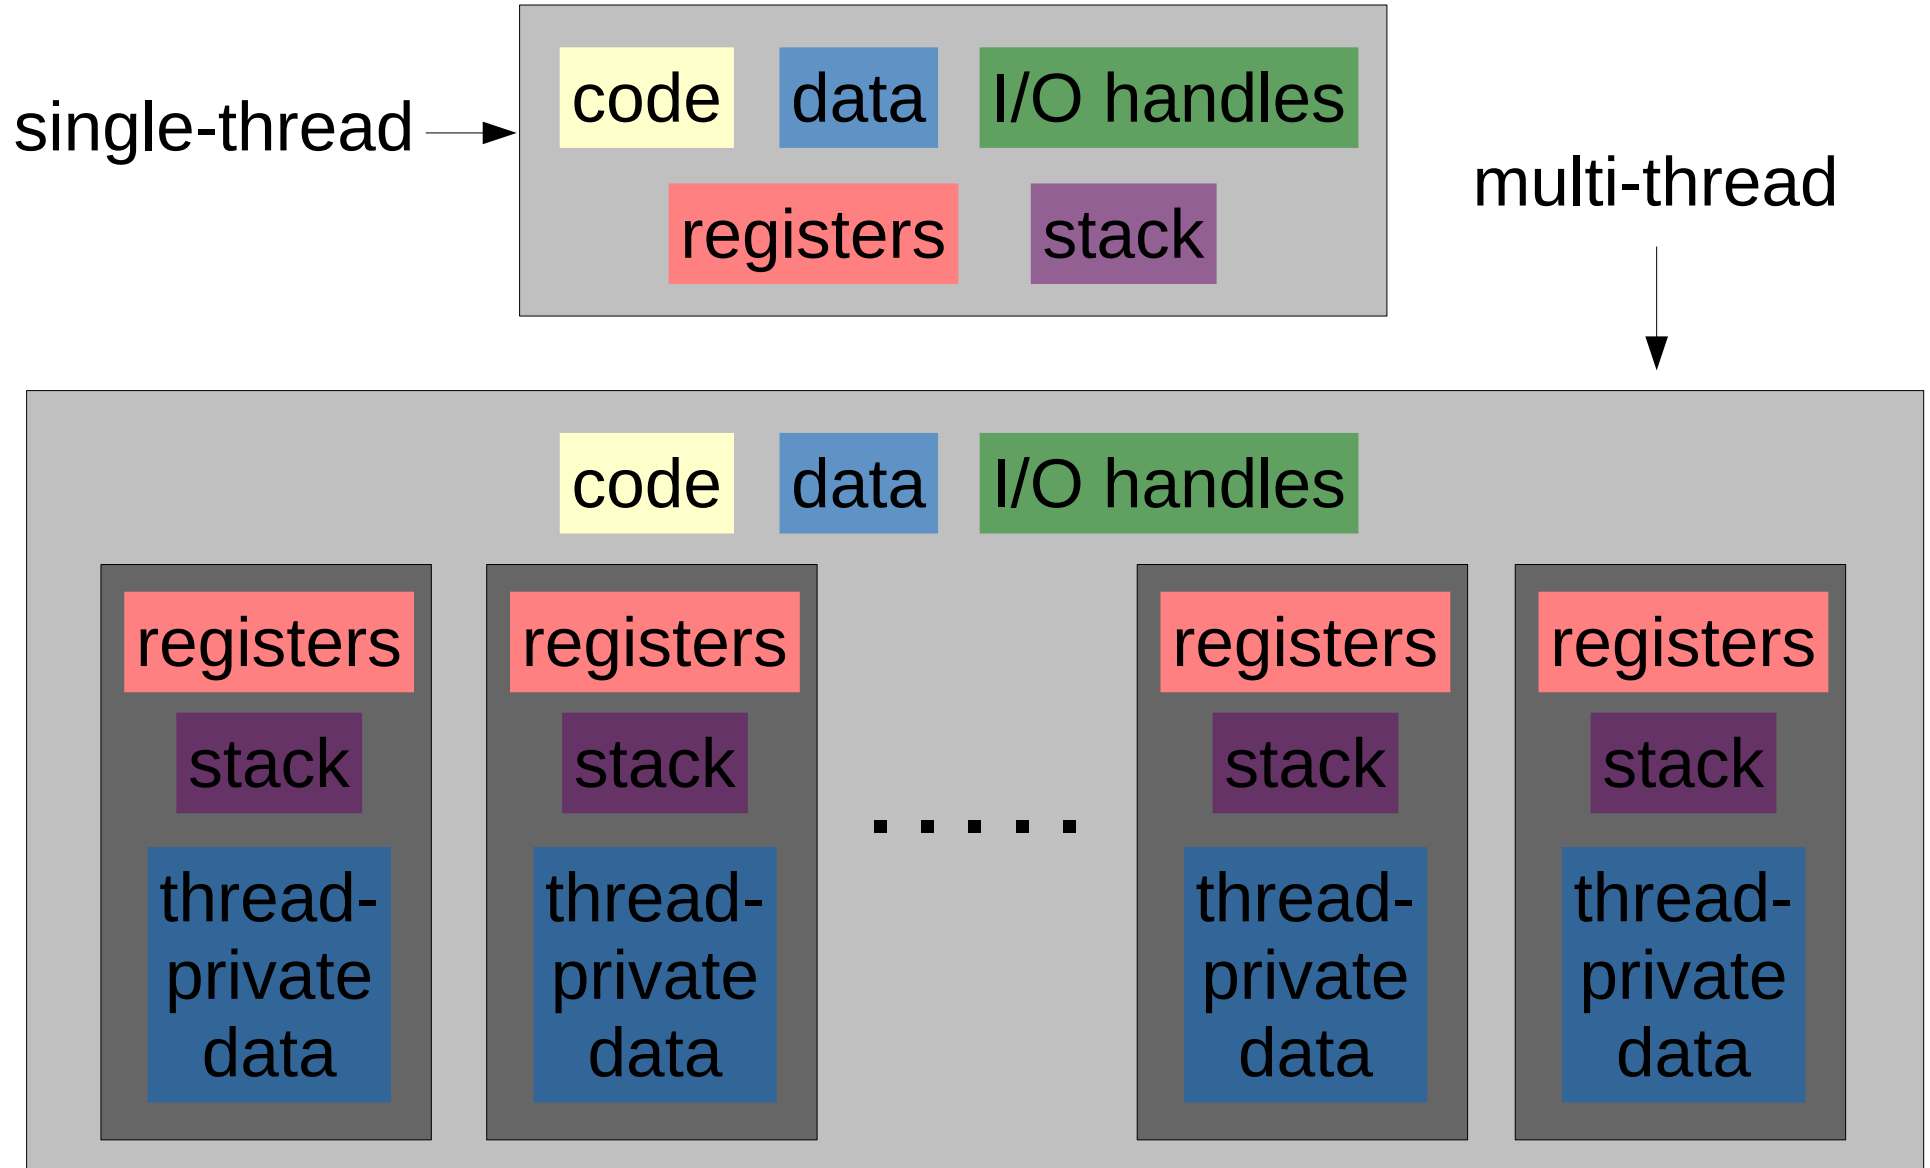 code data I/O handles
single-thread
registers stack
multi-thread
code data I/O handles
registers registers registers registers
stack stack stack stack
. . . . .
thread- thread- thread- thread-
private private private private
data data data data